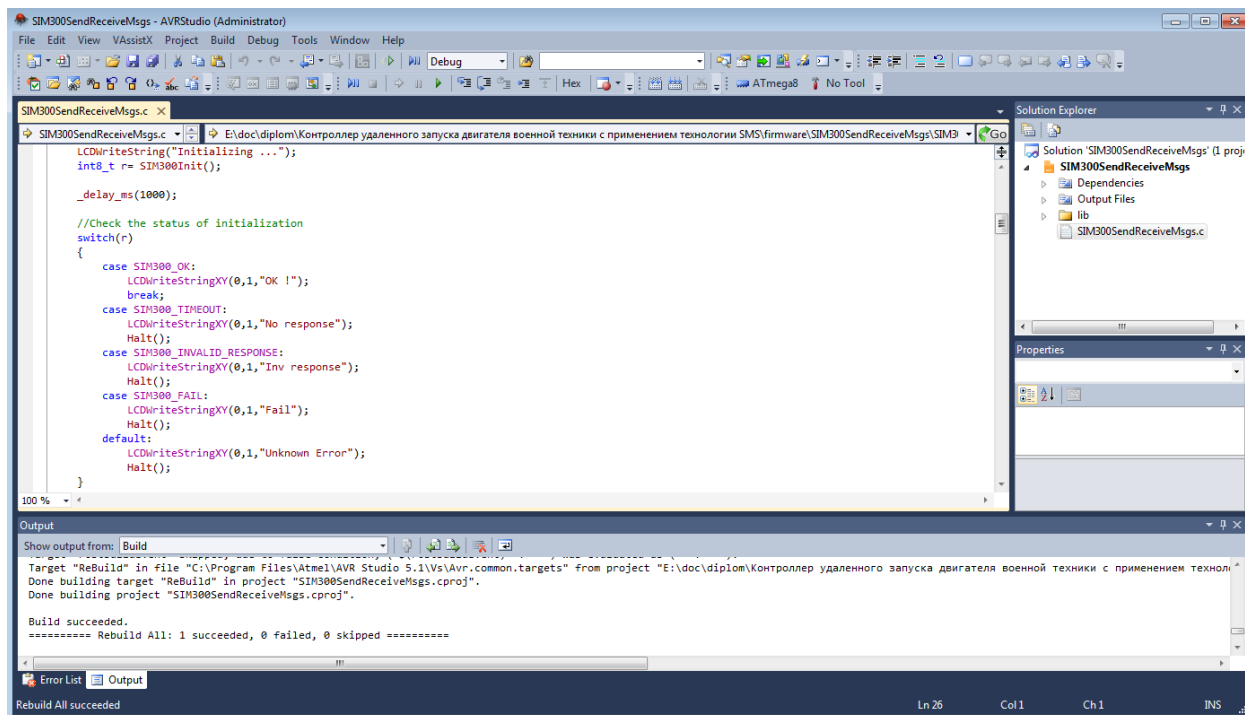 SIM300SendReceiveMsgs - AVRStudio (Administrator)
File Edit View VAssistX Project Build Debug Tools Window Help
Debug
Hex ATmega8 No Tool
SIM300SendReceiveMsgs.c
SIM300SendReceiveMsgs.c E:\doc\diplom\Контроллер удаленного запуска двигателя военной техники с применением технологии SMS\firmware\SIM300SendReceiveMsgs\SIM3 Go
LCDWriteString("Initializing ...");
int8_t r= SIM300Init();
_delay_ms(1000);
//Check the status of initialization
switch(r)
{
case SIM300_OK:
LCDWriteStringXY(0,1,"OK !");
break;
case SIM300_TIMEOUT:
LCDWriteStringXY(0,1,"No response");
Halt();
case SIM300_INVALID_RESPONSE:
LCDWriteStringXY(0,1,"Inv response");
Halt();
case SIM300_FAIL:
LCDWriteStringXY(0,1,"Fail");
Halt();
default:
LCDWriteStringXY(0,1,"Unknown Error");
Halt();
}
100 %
Solution Explorer
Solution 'SIM300SendReceiveMsgs' (1 proj
SIM300SendReceiveMsgs
Dependencies
Output Files
lib
SIM300SendReceiveMsgs.c
Properties
Output
Show output from: Build
Target "ReBuild" in file "C:\Program Files\Atmel\AVR Studio 5.1\Vs\Avr.common.targets" from project "E:\doc\diplom\Контроллер удаленного запуска двигателя военной техники с применением технол
Done building target "ReBuild" in project "SIM300SendReceiveMsgs.cproj".
Done building project "SIM300SendReceiveMsgs.cproj".
Build succeeded.
========== Rebuild All: 1 succeeded, 0 failed, 0 skipped ==========
Error List Output
Rebuild All succeeded Ln 26 Col 1 Ch 1 INS